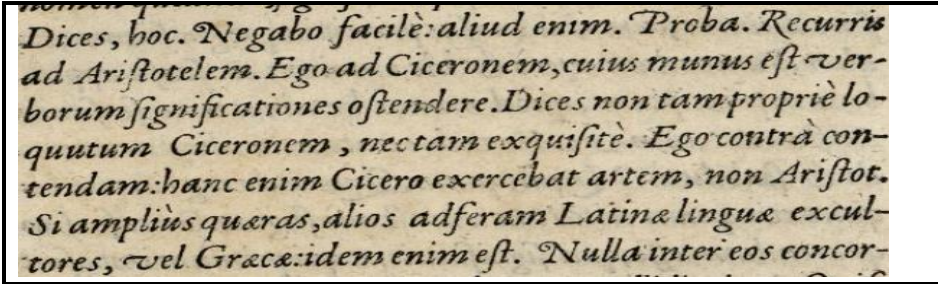 Dices, hoc. Negabo facilè: aliud enim. Proba. Recurris
ad Ariſtotelem. Ego ad Ciceronem, cuius munus eſt ver-
borum ſignificationes oſtendere. Dices non tam propriè lo-
quutum Ciceronem, nec tam exquiſitè. Ego contrà con-
tendam: hanc enim Cicero exercebat artem, non Ariſtot.
Si ampliùs quæras, alios adferam Latinæ linguæ excul-
tores, vel Græcæ: idem enim eſt. Nulla inter eos concor-